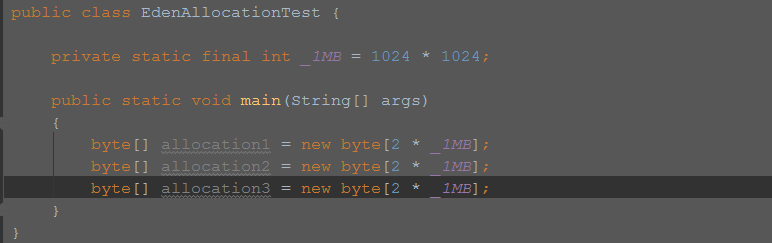 public class EdenAllocationTest {
private static final int _1MB = 1024 * 1024;
public static void main(String[] args)
{
byte[] allocation1 = new byte[2 * _1MB];
byte[] allocation2 = new byte[2 * _1MB];
byte[] allocation3 = new byte[2 * _1MB];
}
}